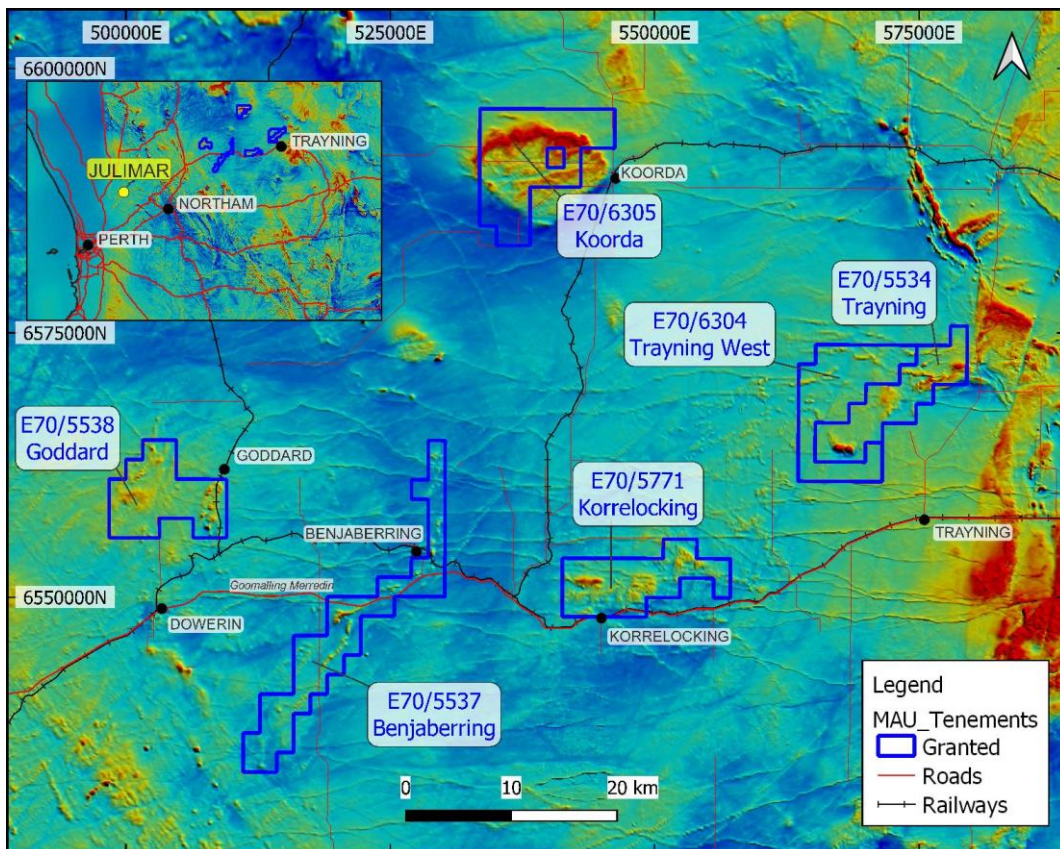 500000E
525000E
550000E
575000E
6600000N
TRAYNING
JULIMAR
NORTHAM
PERTH
KOORDA
E70/6305
Koorda
E70/5534
Trayning
E70/6304
Trayning West
6575000N
E70/5538
Goddard
GODDARD
E70/5771
Korrelocking
BENJABERRING
TRAYNING
Goomalling Merredin
6550000N
DOWERIN
KORRELOCKING
E70/5537
Benjaberring
Legend
MAU_Tenements
Granted
Roads
Railways
0
10
20 km